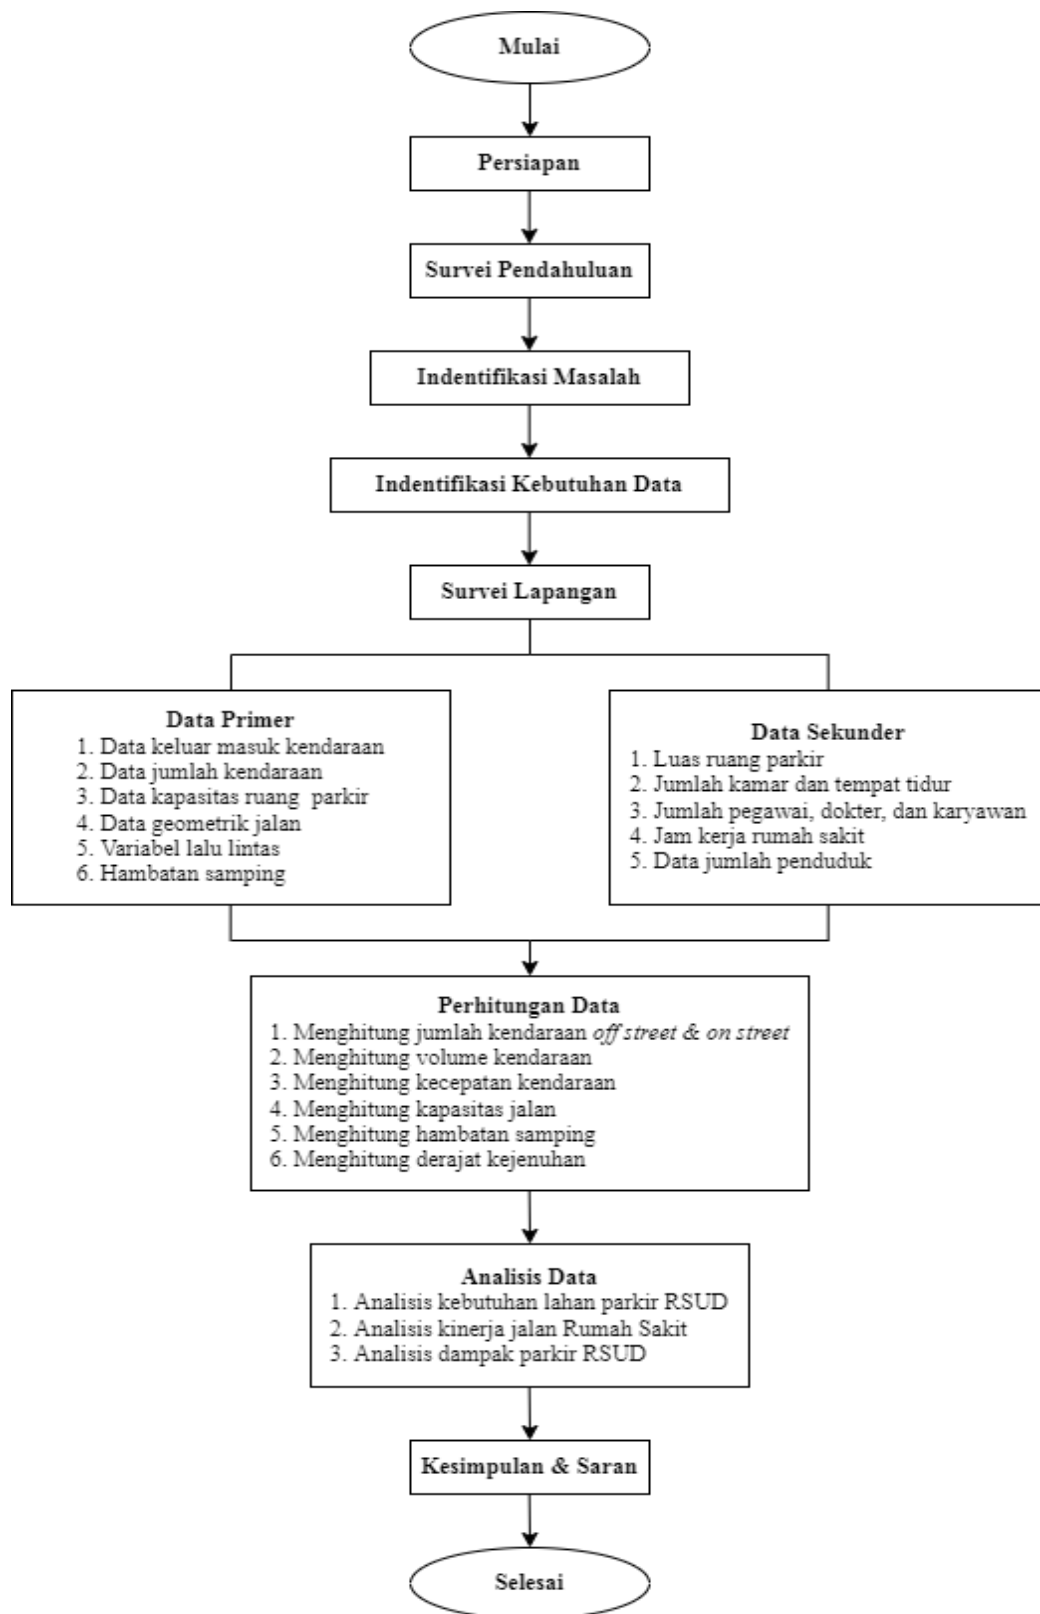 Mulai
Persiapan
Survei Pendahuluan
Indentifikasi Masalah
Indentifikasi Kebutuhan Data
Survei Lapangan
Data Primer
1. Data keluar masuk kendaraan
2. Data jumlah kendaraan
3. Data kapasitas ruang parkir
4. Data geometrik jalan
5. Variabel lalu lintas
6. Hambatan samping
Data Sekunder
1. Luas ruang parkir
2. Jumlah kamar dan tempat tidur
3. Jumlah pegawai, dokter, dan karyawan
4. Jam kerja rumah sakit
5. Data jumlah penduduk
Perhitungan Data
1. Menghitung jumlah kendaraan off street & on street
2. Menghitung volume kendaraan
3. Menghitung kecepatan kendaraan
4. Menghitung kapasitas jalan
5. Menghitung hambatan samping
6. Menghitung derajat kejenuhan
Analisis Data
1. Analisis kebutuhan lahan parkir RSUD
2. Analisis kinerja jalan Rumah Sakit
3. Analisis dampak parkir RSUD
Kesimpulan & Saran
Selesai